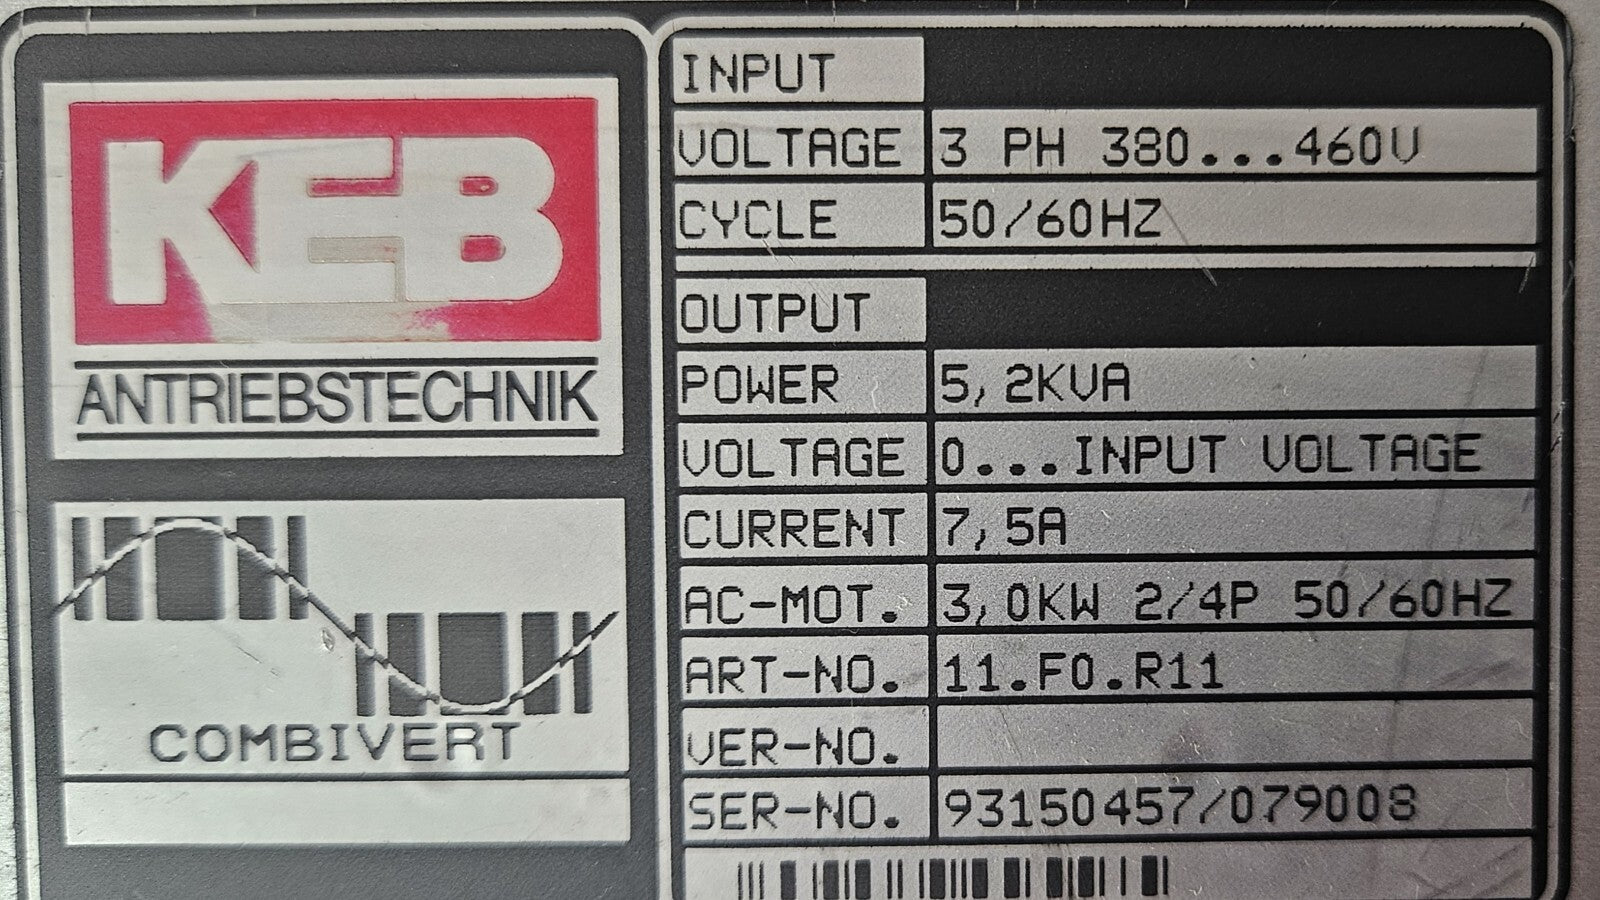 KEB
ANTRIEBSTECHNIK
COMBIVERT
INPUT
VOLTAGE 3 PH 380...460V
CYCLE 50/60HZ
OUTPUT
POWER 5,2KVA
VOLTAGE 0...INPUT VOLTAGE
CURRENT 7,5A
AC-MOT. 3,0KW 2/4P 50/60HZ
ART-NO. 11.F0.R11
VER-NO.
SER-NO. 93150457/079008